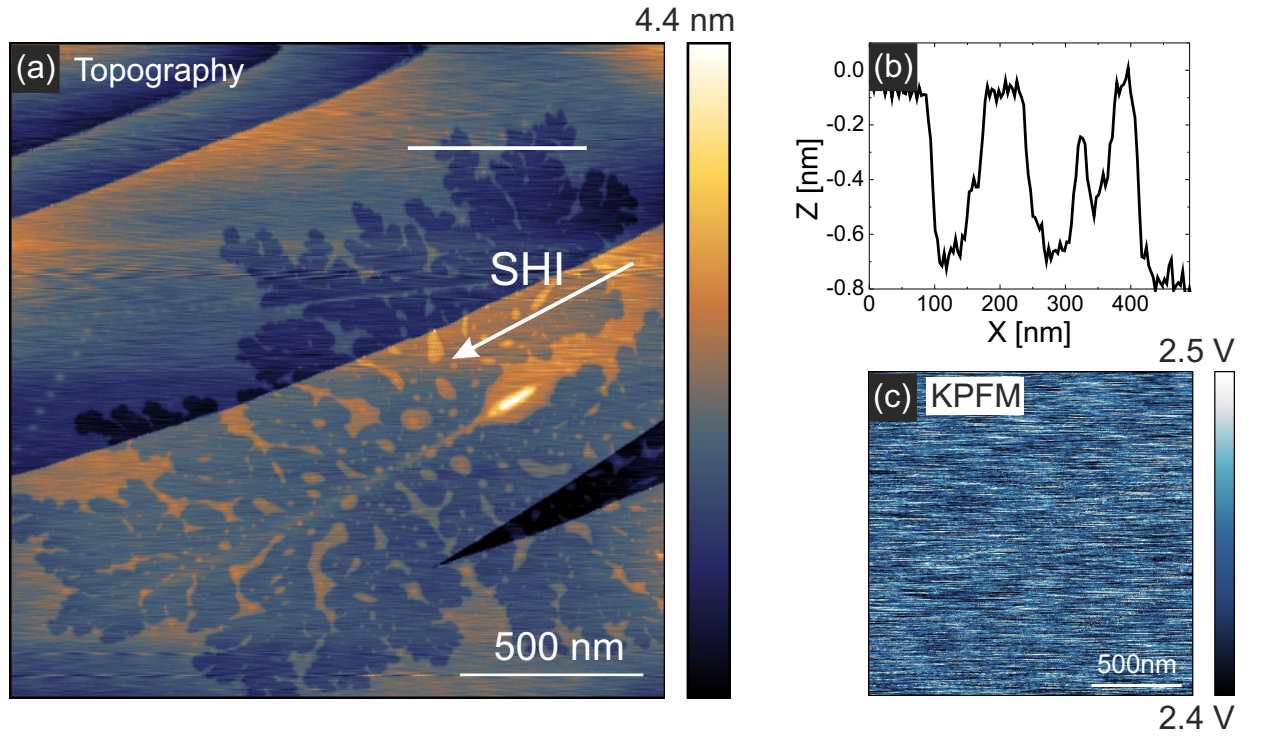 4.4 nm
(a) Topography
SHI
500 nm
(b)
0.0
-0.2
-0.4
-0.6
-0.8
Z [nm]
0 100 200 300 400
X [nm]
2.5 V
(c) KPFM
500nm
2.4 V